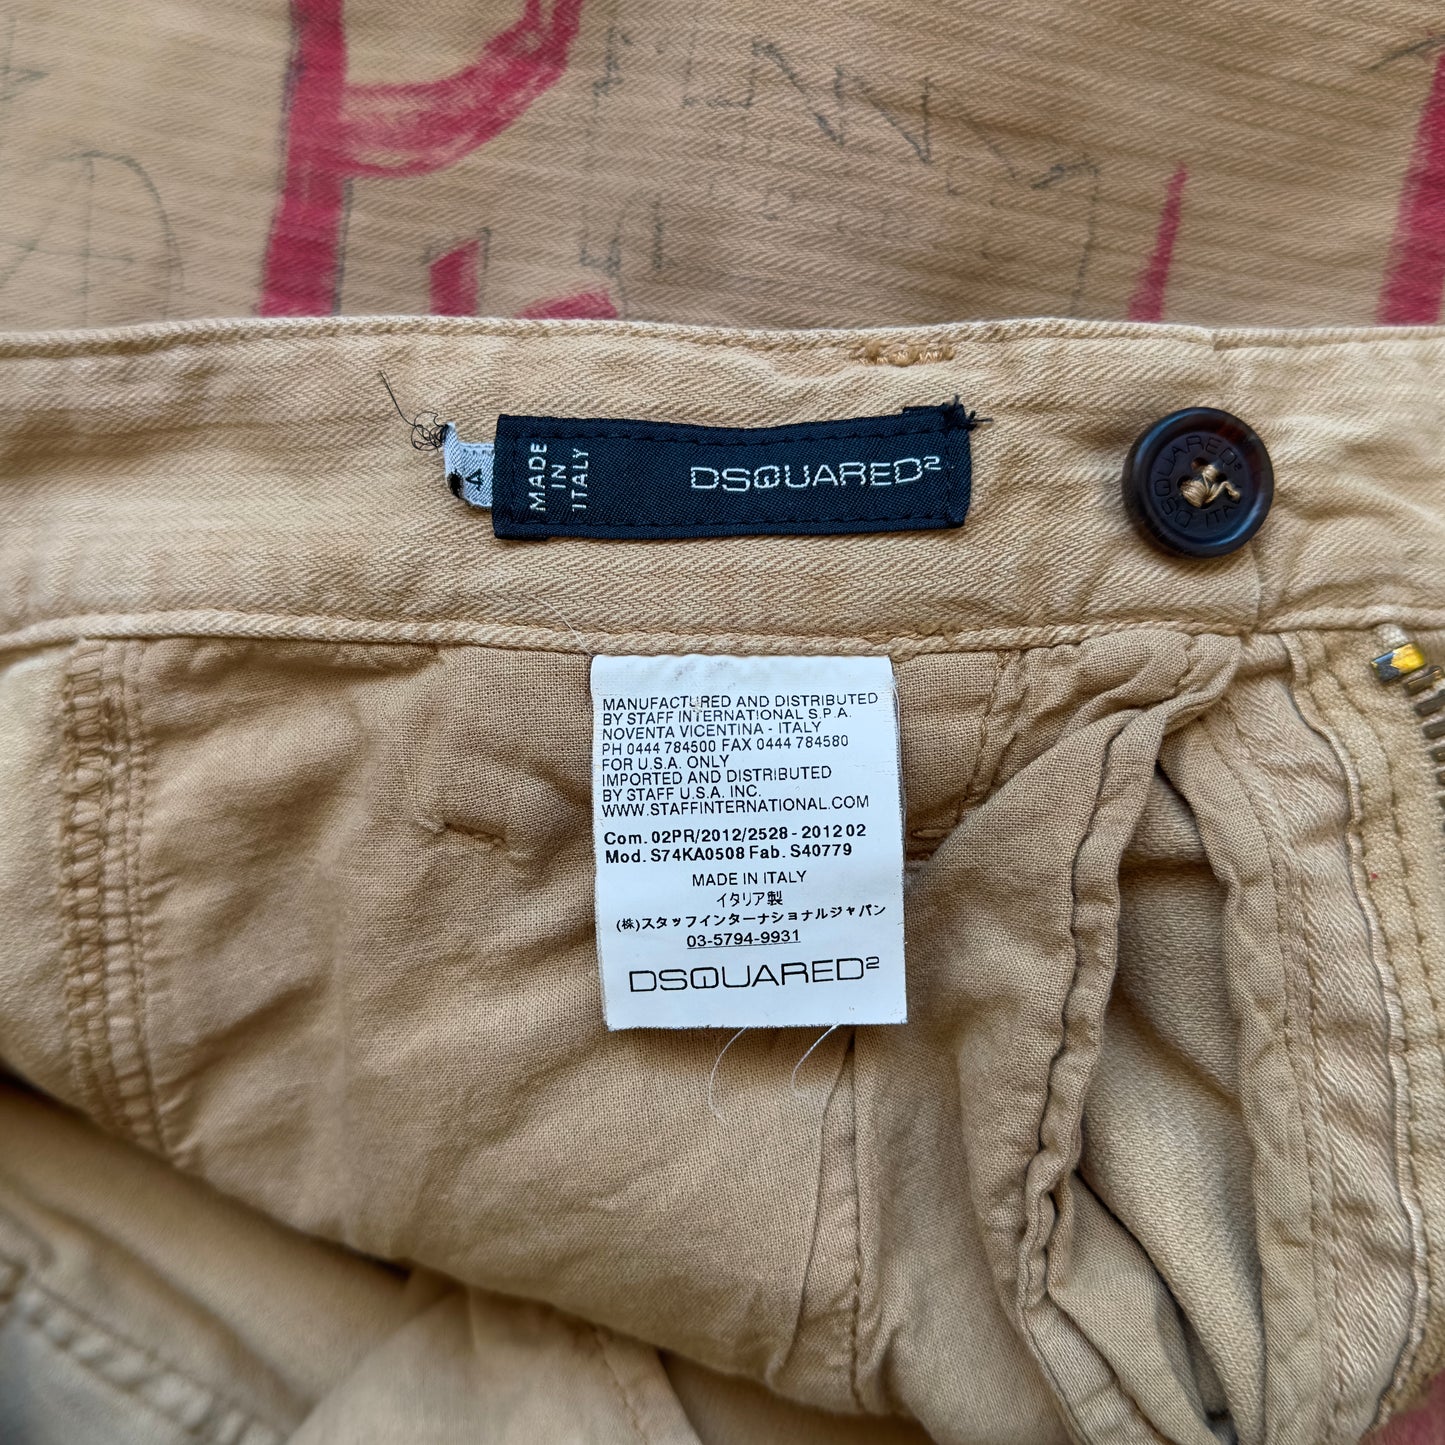 MADE
IN
ITALY
DSQUARED2
DSQUARED2
DSQ ITALY
MANUFACTURED AND DISTRIBUTED
BY STAFF INTERNATIONAL S.P.A.
NOVENTA VICENTINA - ITALY
PH 0444 784500 FAX 0444 784580
FOR U.S.A. ONLY
IMPORTED AND DISTRIBUTED
BY STAFF U.S.A. INC.
WWW.STAFFINTERNATIONAL.COM
Com. 02PR/2012/2528 - 2012 02
Mod. S74KA0508 Fab. S40779
MADE IN ITALY
イタリア製
(株)スタッフインターナショナルジャパン
03-5794-9931
DSQUARED2